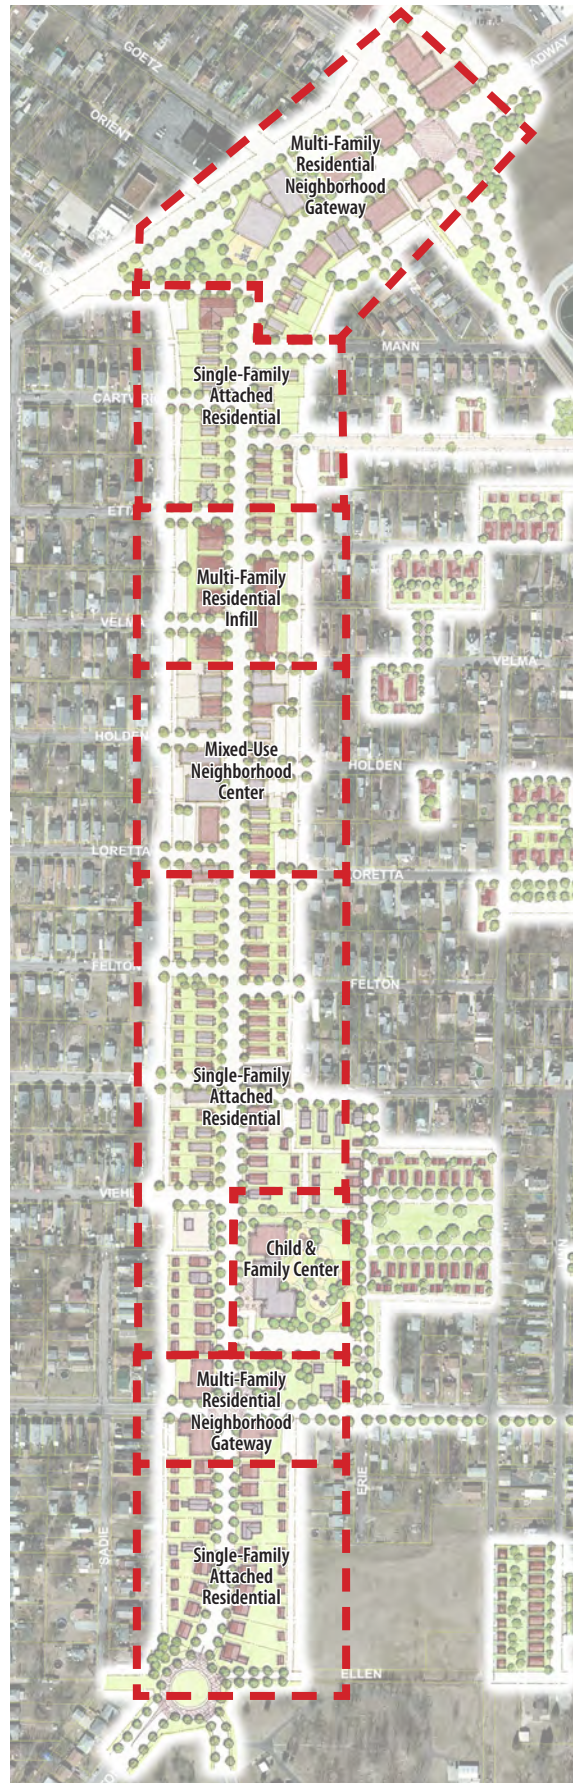 GOETZ
ORIENT
Multi-Family
Residential
Neighborhood
Gateway
MANN
Single-Family
Attached
Residential
Multi-Family
Residential
Infill
VELMA
HOLDEN
Mixed-Use
Neighborhood
Center
HOLDEN
LORETTA
FELTON
FELTON
Single-Family
Attached
Residential
Child &
Family Center
Multi-Family
Residential
Neighborhood
Gateway
ERIE
SADIE
Single-Family
Attached
Residential
ELLEN